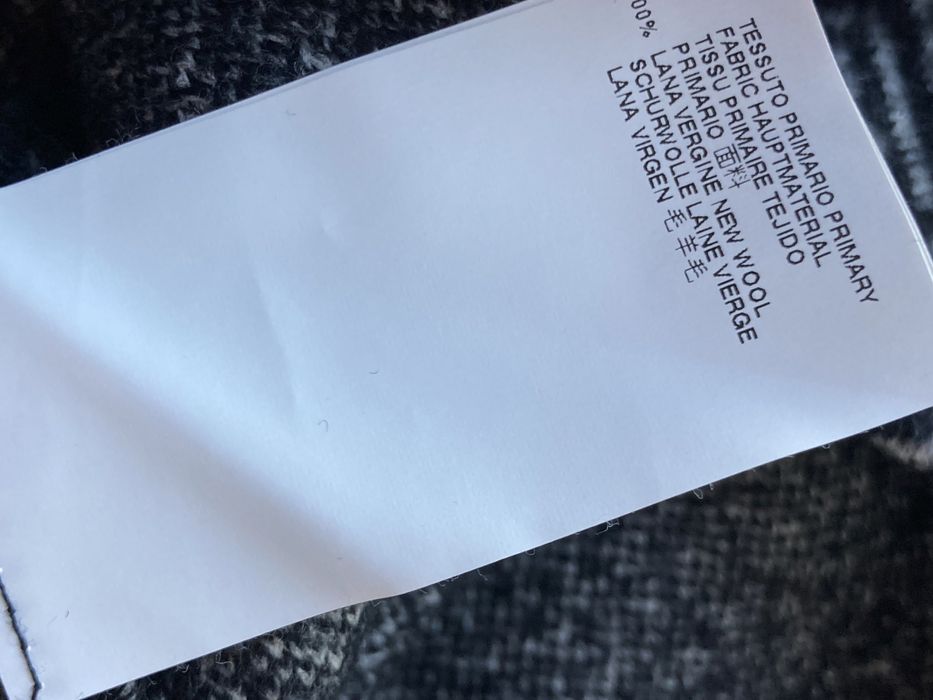 TESSUTO PRIMARIO PRIMARY
FABRIC HAUPTMATERIAL
TISSU PRIMAIRE TEJIDO
PRIMARIO 面料
00% LANA VERGINE NEW WOOL
SCHURWOLLE LAINE VIERGE
LANA VIRGEN 毛 羊毛